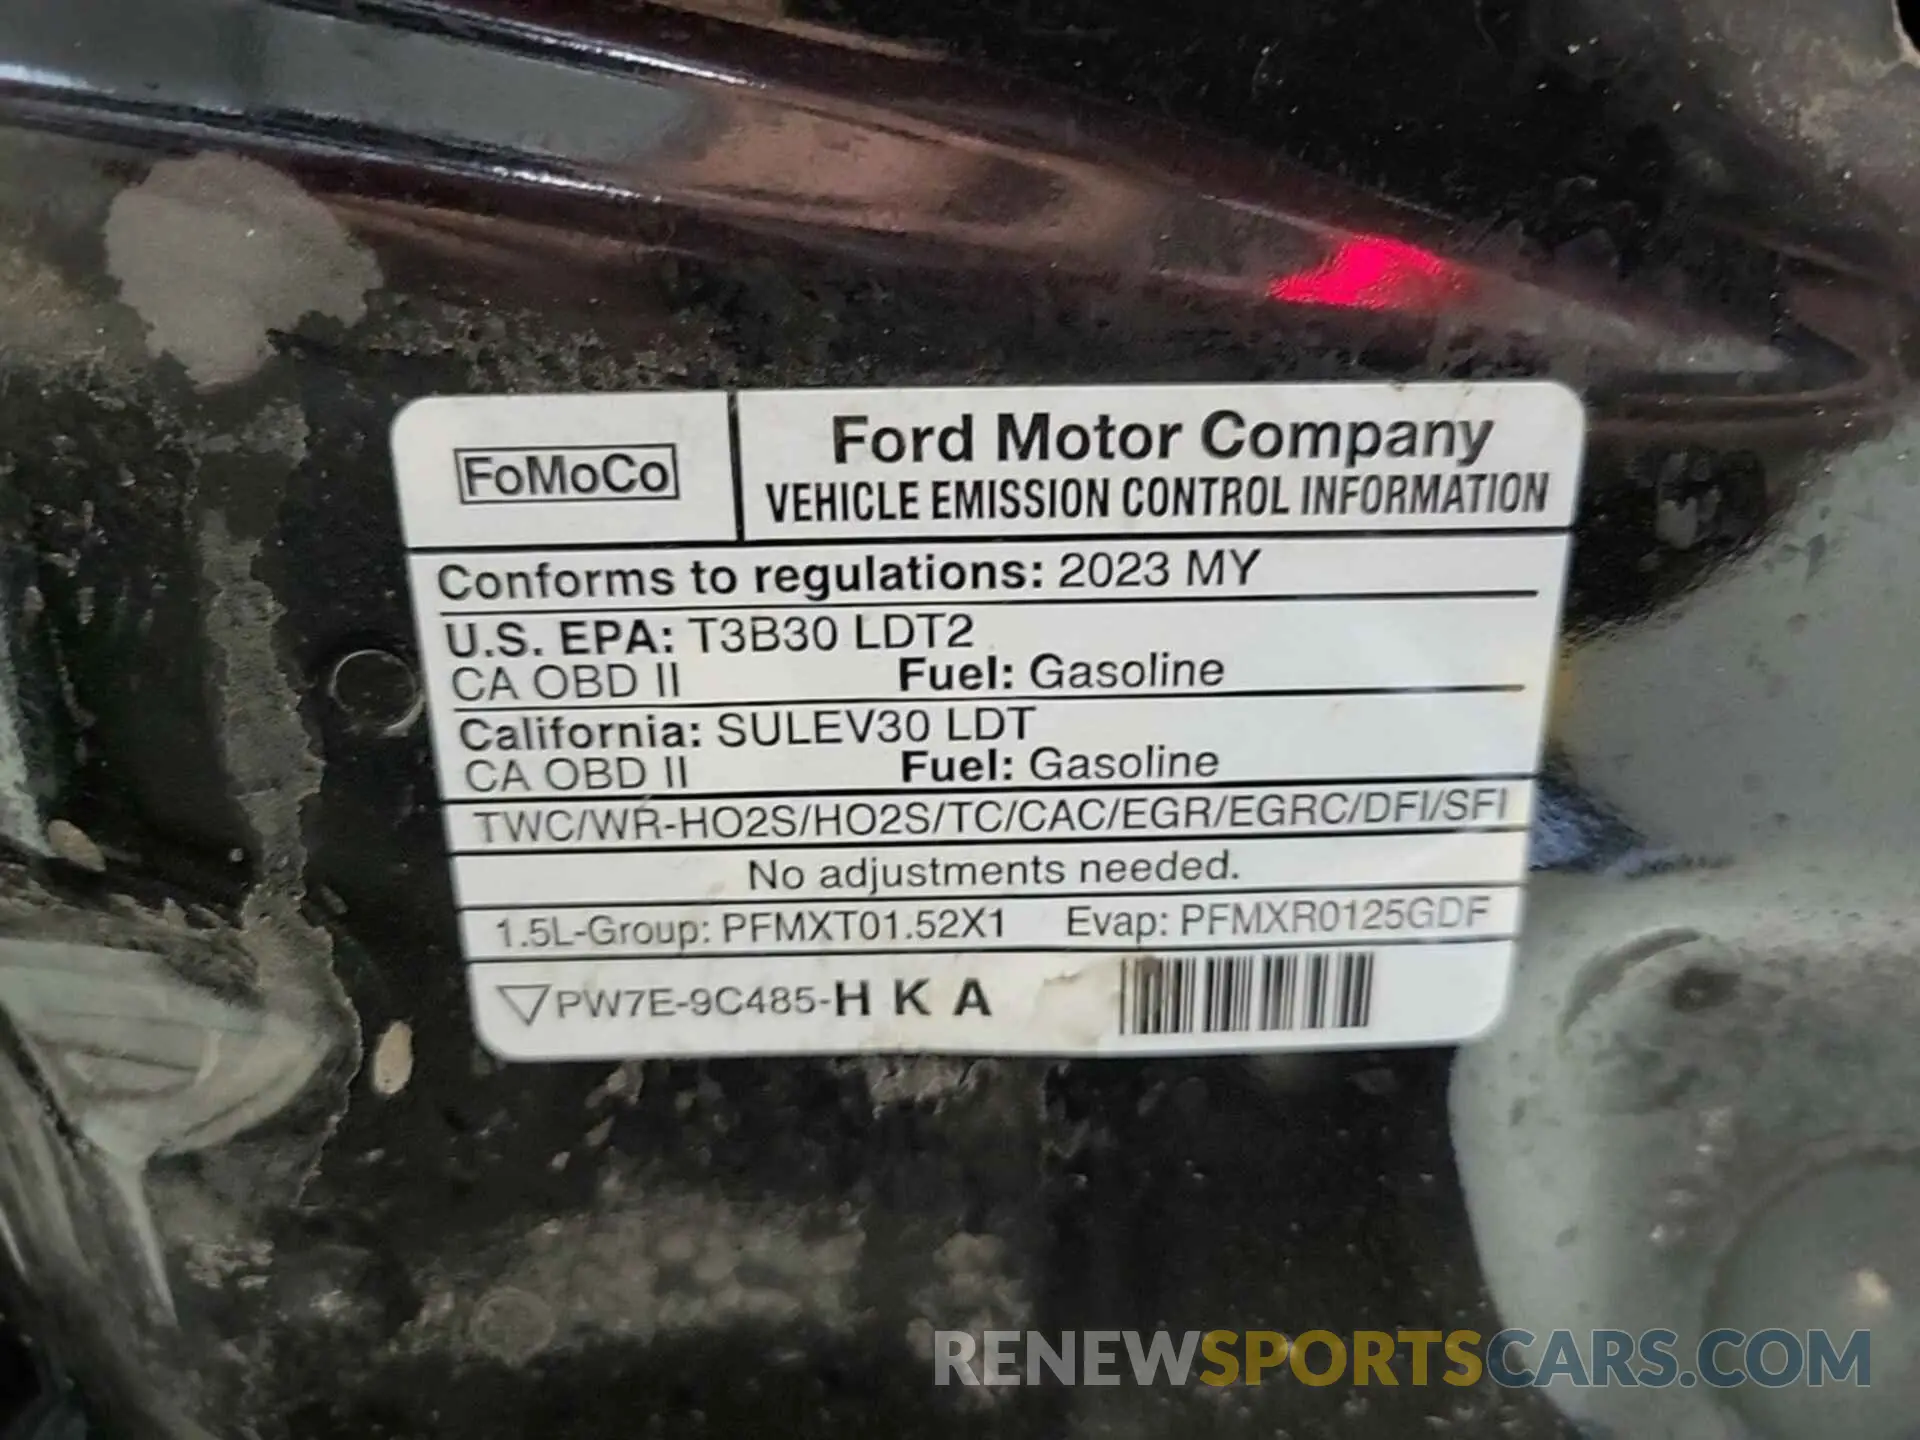 FoMoCo
Ford Motor Company
VEHICLE EMISSION CONTROL INFORMATION
Conforms to regulations: 2023 MY
U.S. EPA: T3B30 LDT2
CA OBD II Fuel: Gasoline
California: SULEV30 LDT
CA OBD II Fuel: Gasoline
TWC/WR-HO2S/HO2S/TC/CAC/EGR/EGRC/DFI/SFI
No adjustments needed.
1.5L-Group: PFMXT01.52X1 Evap: PFMXR0125GDF
PW7E-9C485-H K A
RENEWSPORTSCARS.COM